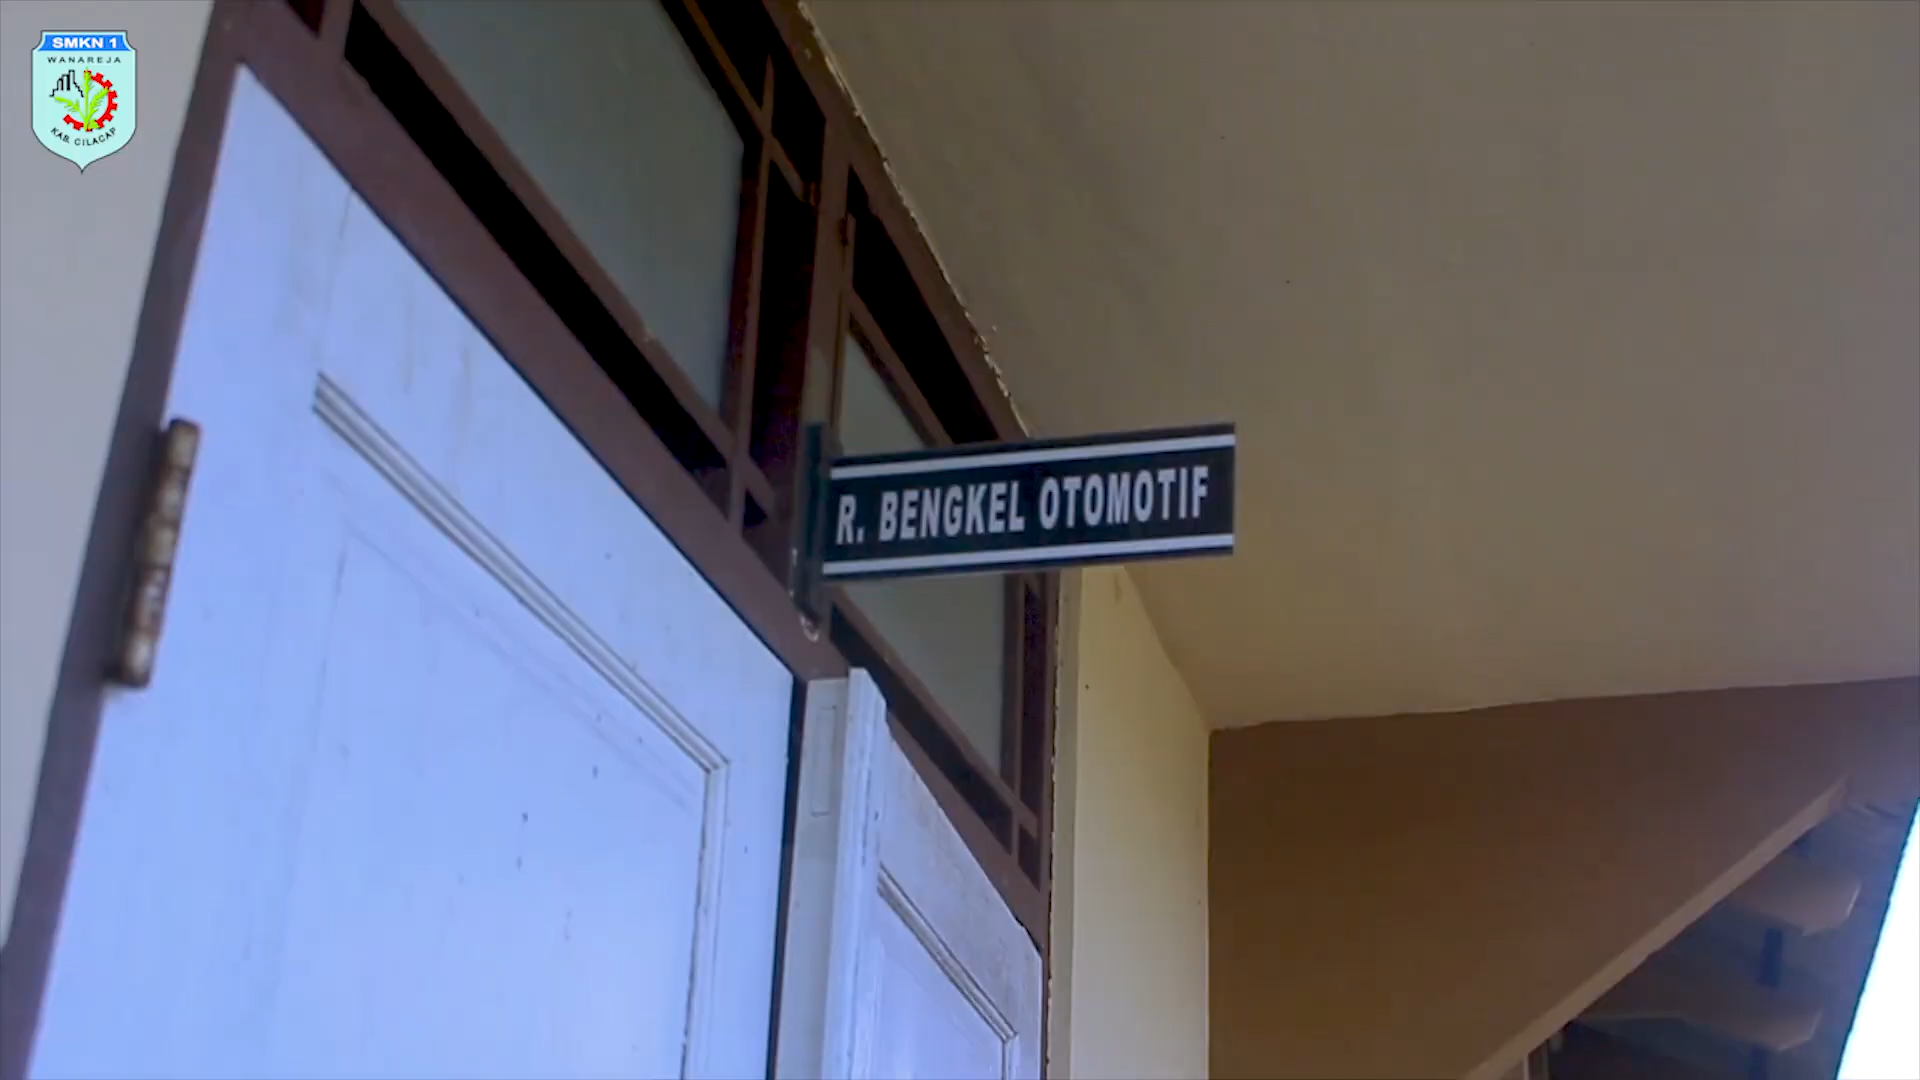 SMKN 1
WANAREJA
KAB. CILACAP
R. BENGKEL OTOMOTIF